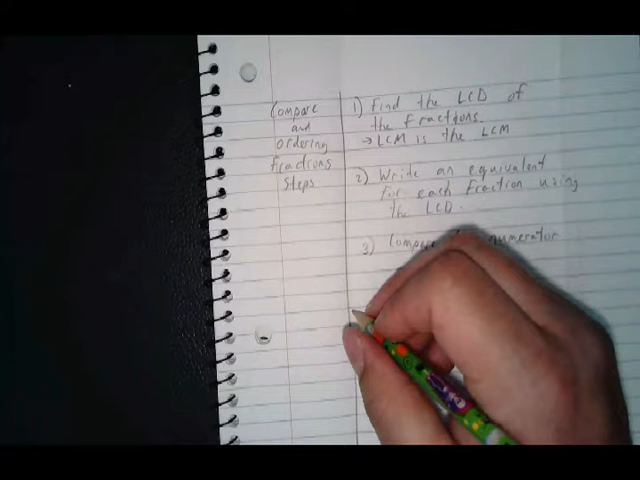 Compare
and
ordering
fractions
steps
1) Find the LCD of
the fractions.
→ LCM is the LCM
2) Write an equivalent
for each fraction using
the LCD.
3) Compare numerator